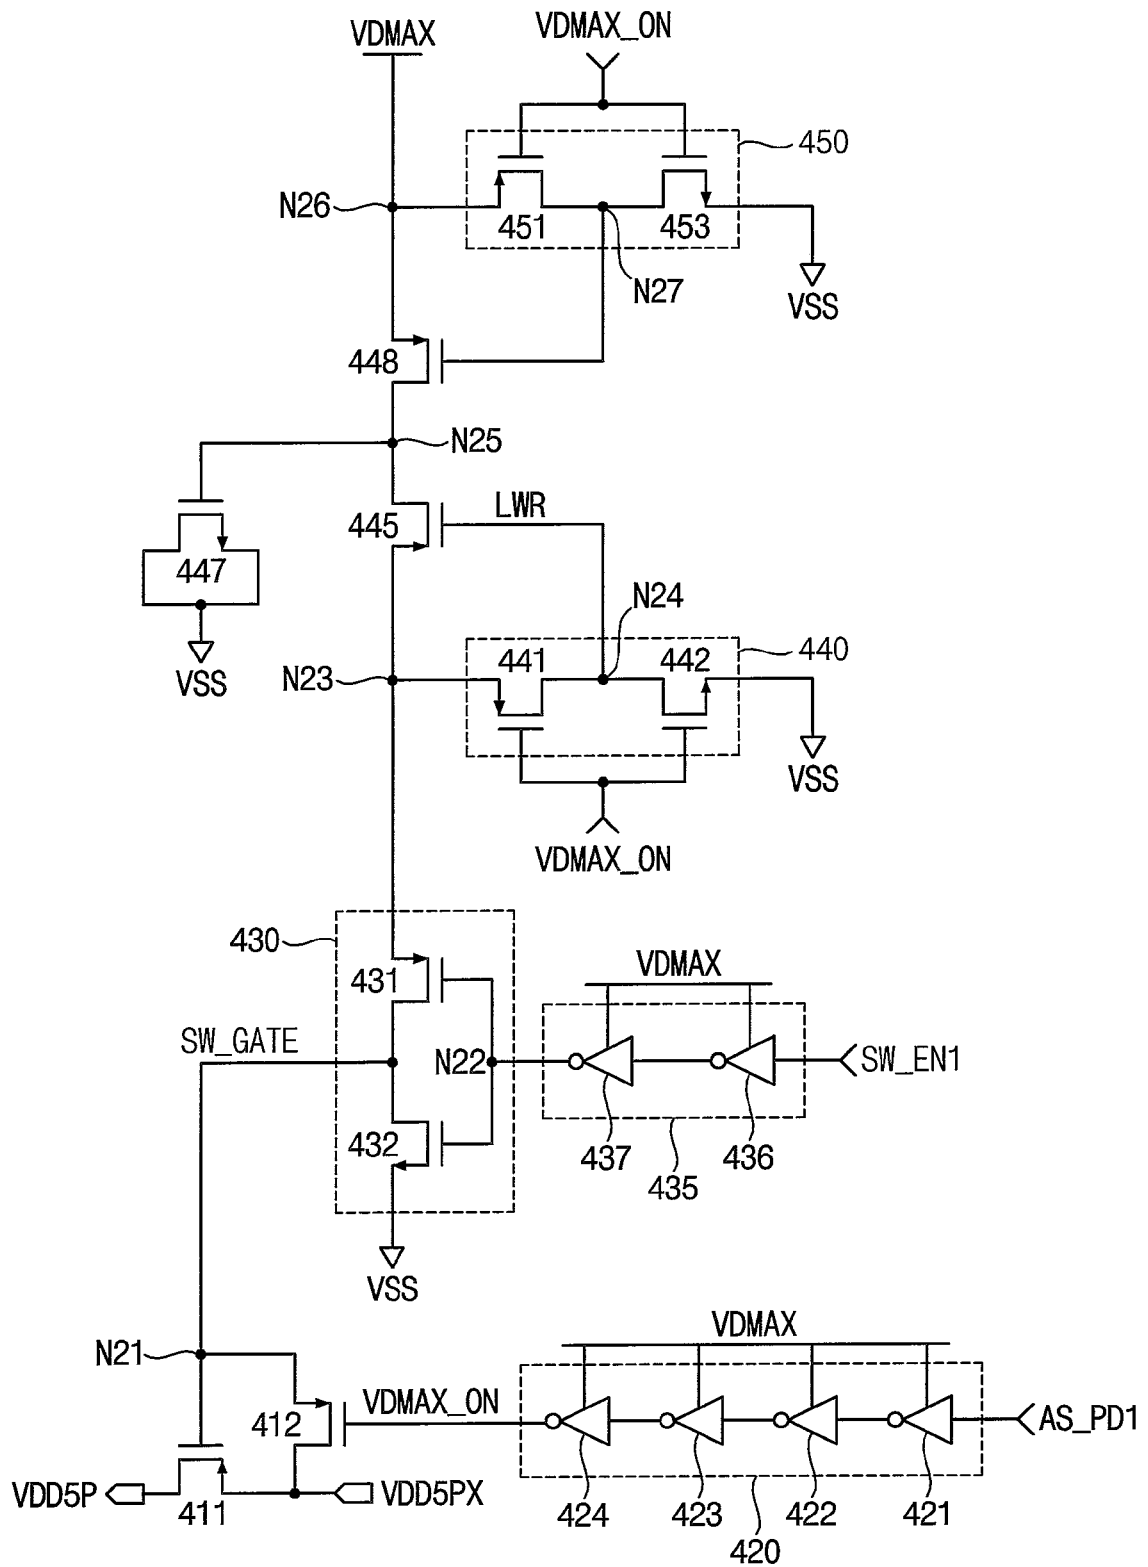 VDMAX
VDMAX_ON
450
N26
451
453
N27
VSS
448
N25
LWR
445
447
N24
VSS
441
442
440
N23
VSS
VDMAX_ON
430
431
VDMAX
SW_GATE
N22
SW_EN1
432
437
436
435
VSS
N21
VDMAX
412
VDMAX_ON
AS_PD1
VDD5P
411
VDD5PX
424
423
422
421
420